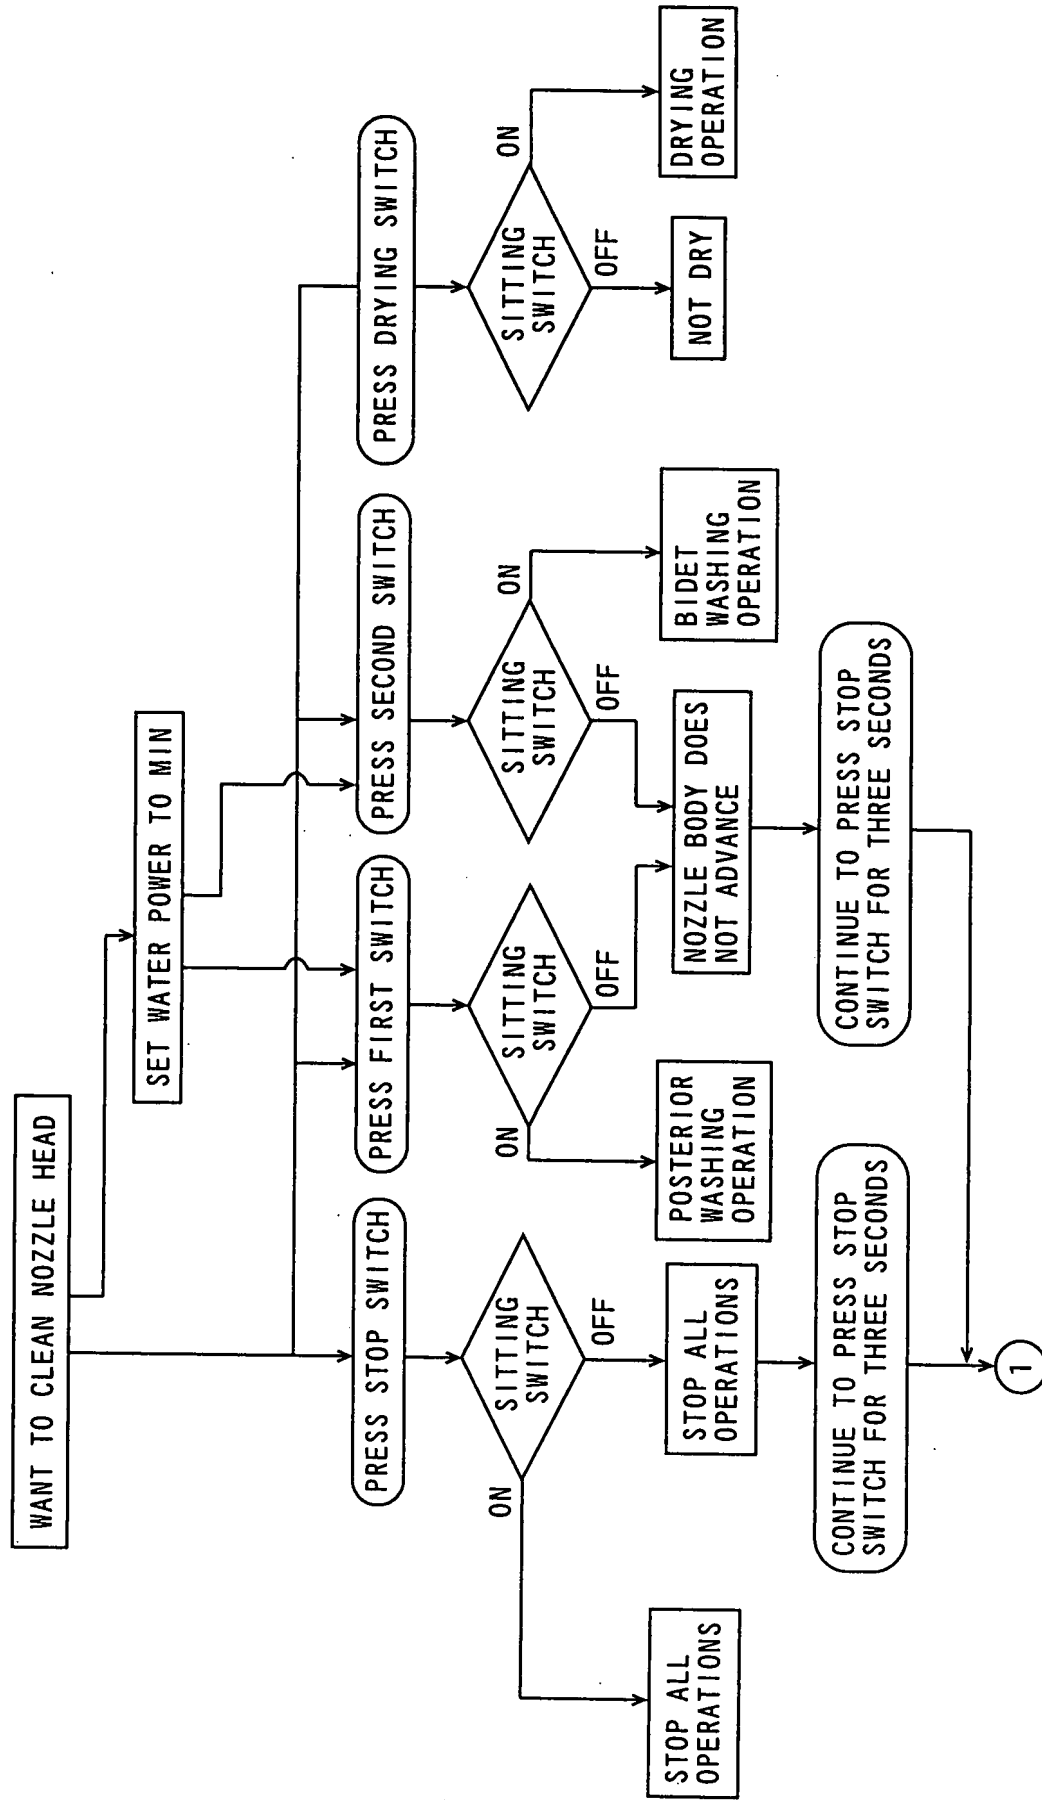 WANT TO CLEAN NOZZLE HEAD
SET WATER POWER TO MIN
PRESS STOP SWITCH
PRESS FIRST SWITCH
PRESS SECOND SWITCH
PRESS DRYING SWITCH
SITTING
SWITCH
ON
OFF
SITTING
SWITCH
ON
OFF
SITTING
SWITCH
ON
OFF
SITTING
SWITCH
ON
OFF
STOP ALL
OPERATIONS
STOP ALL
OPERATIONS
POSTERIOR
WASHING
OPERATION
NOZZLE BODY DOES
NOT ADVANCE
BIDET
WASHING
OPERATION
NOT DRY
DRYING
OPERATION
CONTINUE TO PRESS STOP
SWITCH FOR THREE SECONDS
CONTINUE TO PRESS STOP
SWITCH FOR THREE SECONDS
1